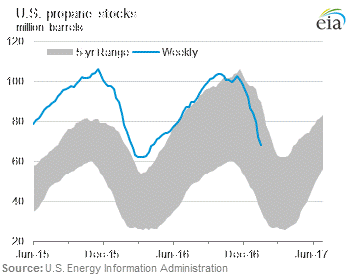 U.S. propane stocks
million barrels
eia
5-yr Range
Weekly
120
100
80
60
40
20
Jun-15
Dec-15
Jun-16
Dec-16
Jun-17
Source: U.S. Energy Information Administration